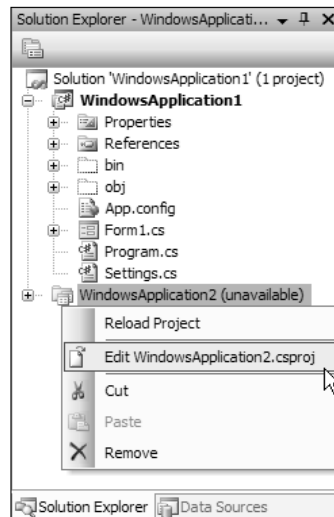 Solution Explorer - WindowsApplicati...
Solution 'WindowsApplication1' (1 project)
WindowsApplication1
Properties
References
bin
obj
App.config
Form1.cs
Program.cs
Settings.cs
WindowsApplication2 (unavailable)
Reload Project
Edit WindowsApplication2.csproj
Cut
Paste
Remove
Solution Explorer Data Sources